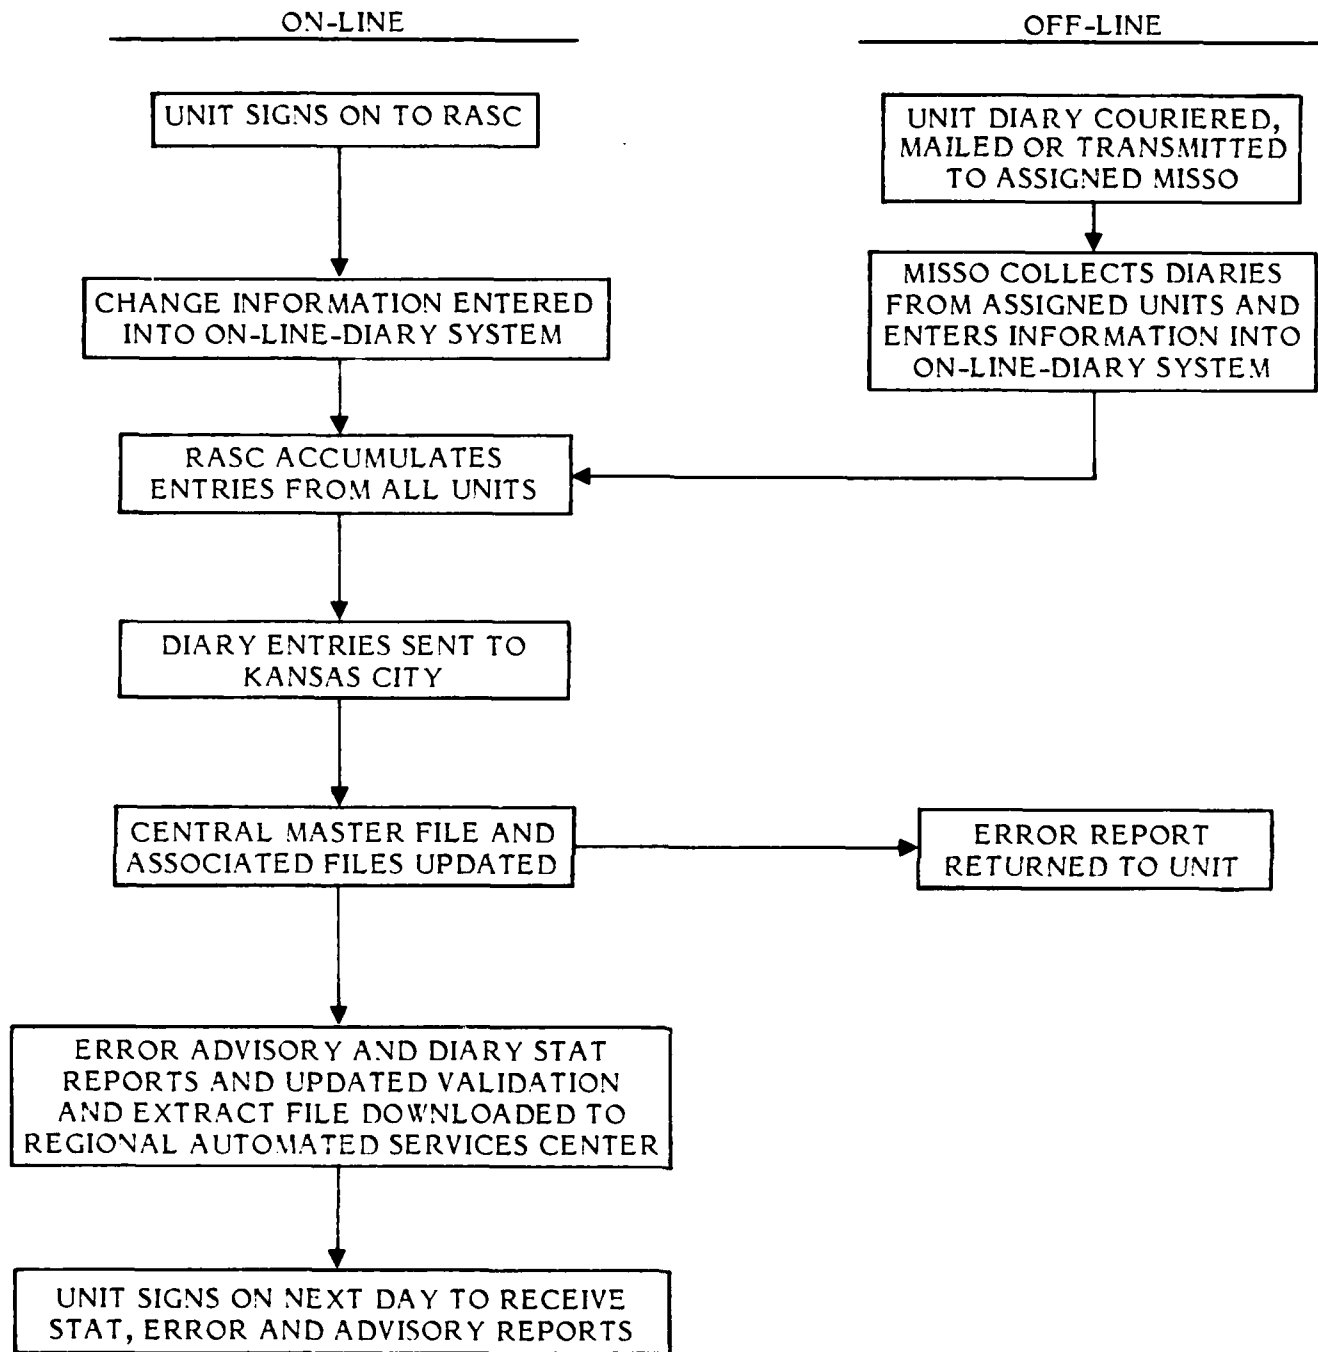 ON-LINE
UNIT SIGNS ON TO RASC
CHANGE INFORMATION ENTERED
INTO ON-LINE-DIARY SYSTEM
RASC ACCUMULATES
ENTRIES FROM ALL UNITS
DIARY ENTRIES SENT TO
KANSAS CITY
CENTRAL MASTER FILE AND
ASSOCIATED FILES UPDATED
ERROR ADVISORY AND DIARY STAT
REPORTS AND UPDATED VALIDATION
AND EXTRACT FILE DOWNLOADED TO
REGIONAL AUTOMATED SERVICES CENTER
UNIT SIGNS ON NEXT DAY TO RECEIVE
STAT, ERROR AND ADVISORY REPORTS
OFF-LINE
UNIT DIARY COURIERED,
MAILED OR TRANSMITTED
TO ASSIGNED MISSO
MISSO COLLECTS DIARIES
FROM ASSIGNED UNITS AND
ENTERS INFORMATION INTO
ON-LINE-DIARY SYSTEM
ERROR REPORT
RETURNED TO UNIT